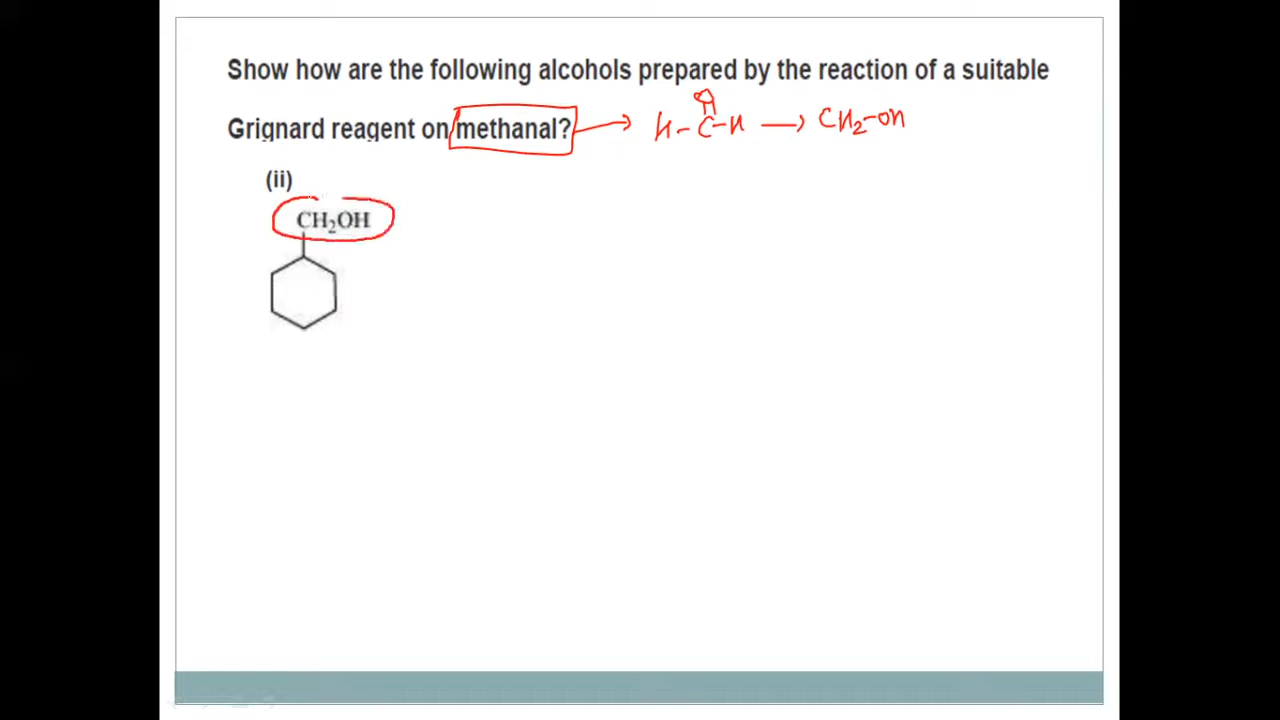 Show how are the following alcohols prepared by the reaction of a suitable
Grignard reagent on methanal? → H-C-H → CH2-OH
O
(ii)
CH₂OH